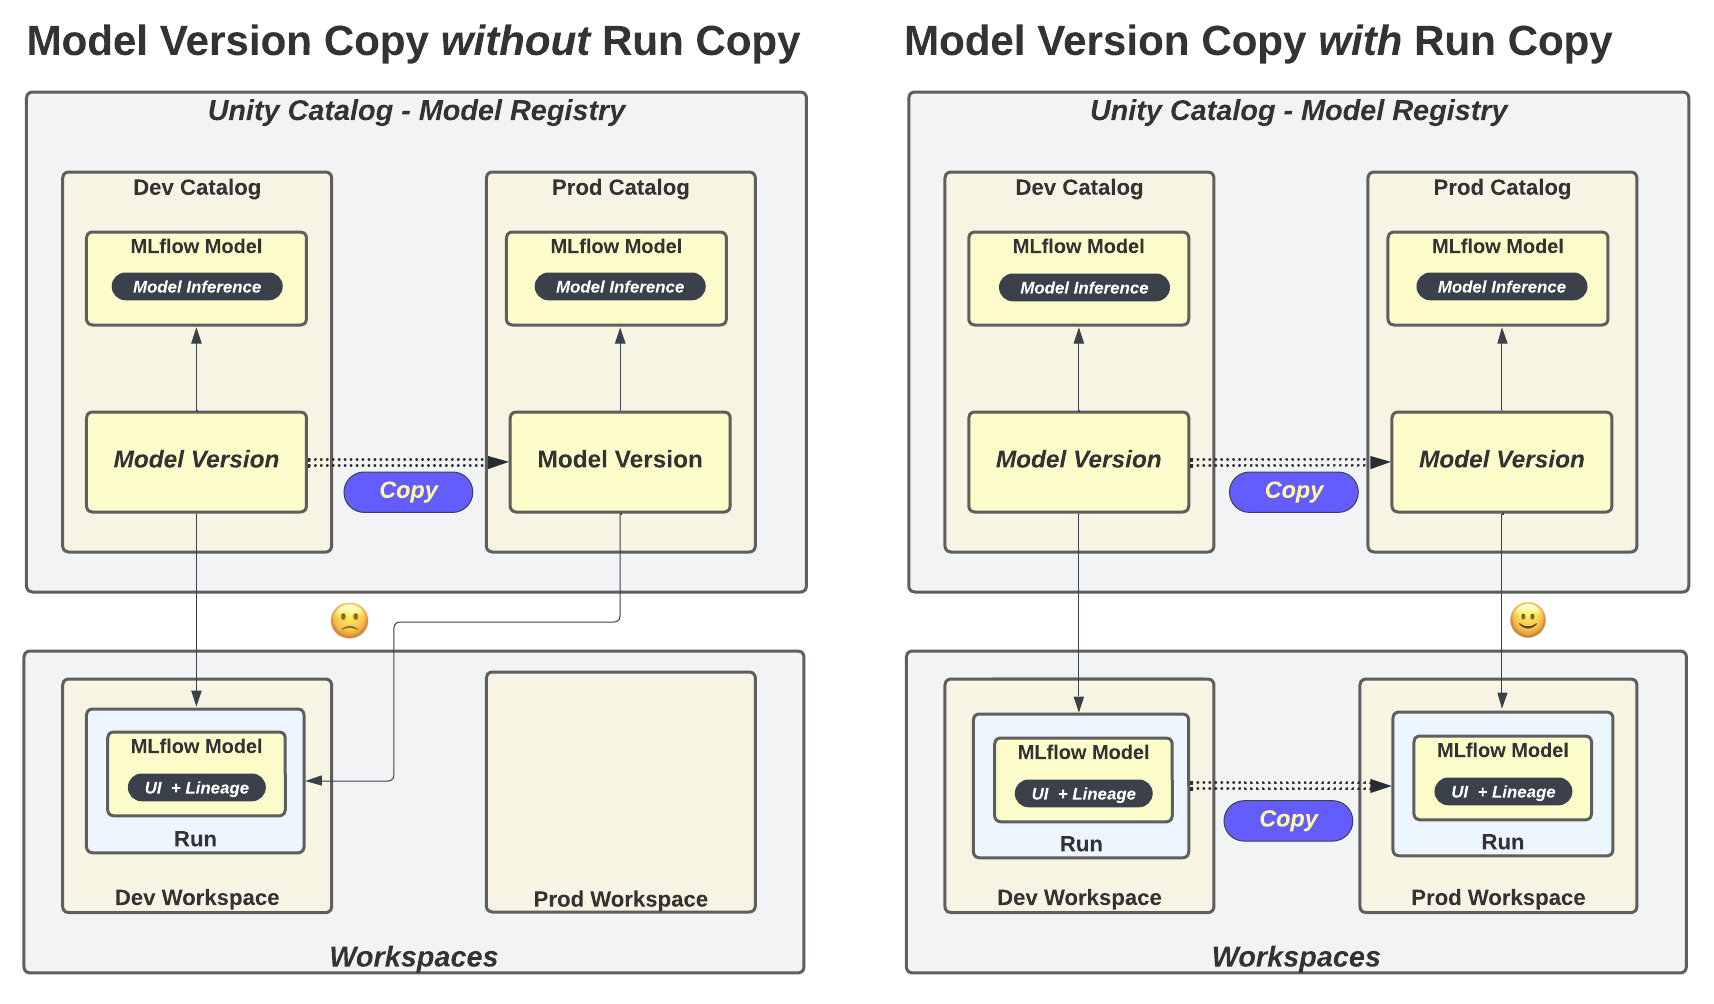 Model Version Copy without Run Copy
Unity Catalog - Model Registry
Dev Catalog
MLflow Model
Model Inference
Model Version
Copy
Prod Catalog
MLflow Model
Model Inference
Model Version
MLflow Model
UI + Lineage
Run
Dev Workspace
Prod Workspace
Workspaces
Model Version Copy with Run Copy
Unity Catalog - Model Registry
Dev Catalog
MLflow Model
Model Inference
Model Version
Copy
Prod Catalog
MLflow Model
Model Inference
Model Version
MLflow Model
UI + Lineage
Run
Dev Workspace
Copy
MLflow Model
UI + Lineage
Run
Prod Workspace
Workspaces